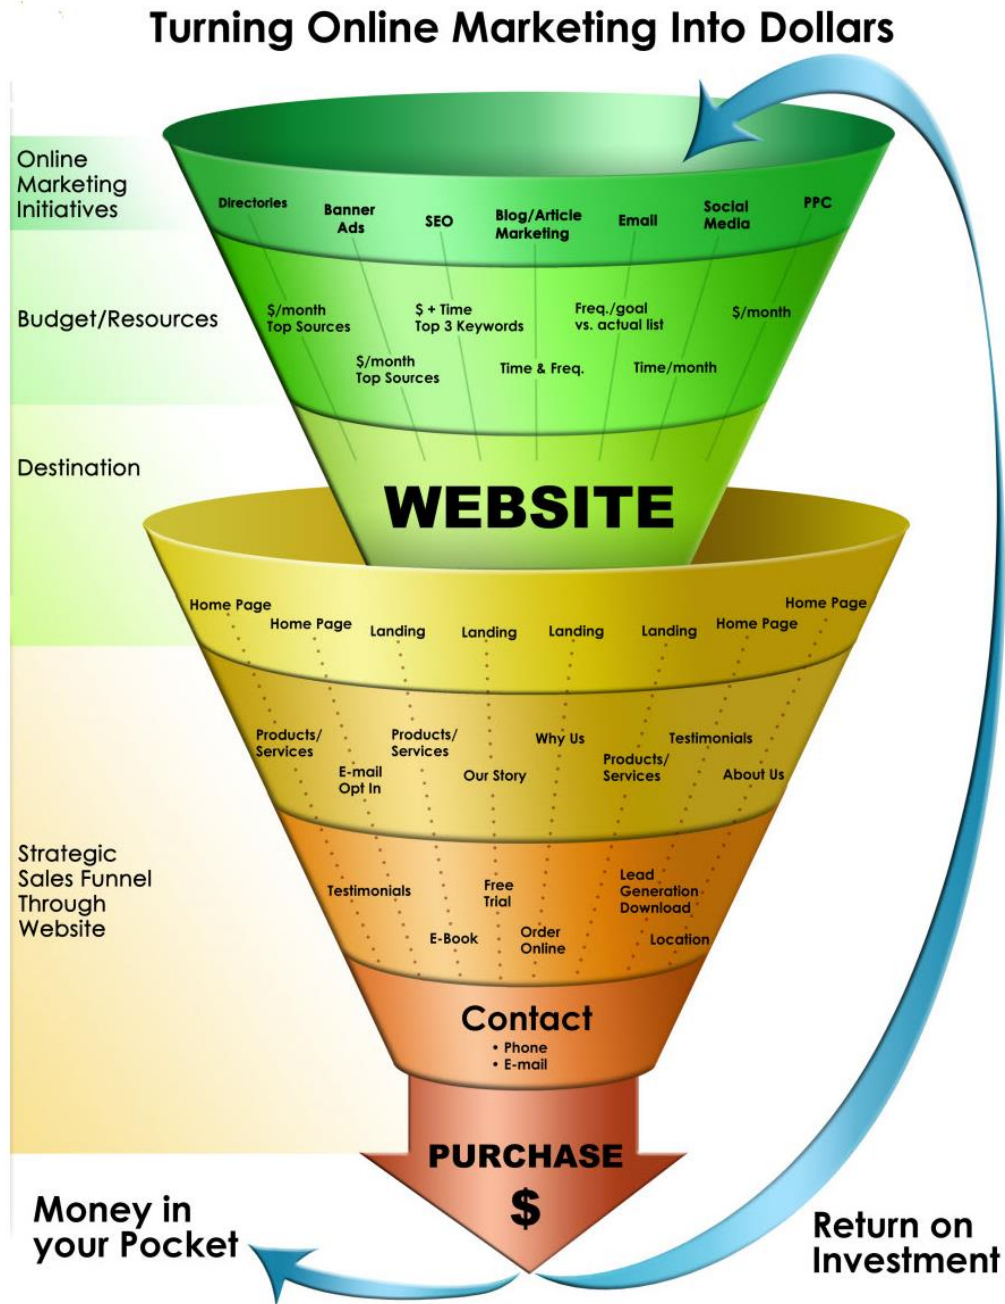 Turning Online Marketing Into Dollars
Online
Marketing
Initiatives
Directories
Banner
Ads
SEO
Blog/Article
Marketing
Email
Social
Media
PPC
Budget/Resources
$/month
Top Sources
$/month
Top Sources
$ + Time
Top 3 Keywords
Time & Freq.
Freq./goal
vs. actual list
Time/month
$/month
Destination
WEBSITE
Home Page
Home Page
Landing
Landing
Landing
Landing
Home Page
Home Page
Products/
Services
E-mail
Opt In
Products/
Services
Our Story
Why Us
Products/
Services
Testimonials
About Us
Strategic
Sales Funnel
Through
Website
Testimonials
E-Book
Free
Trial
Order
Online
Lead
Generation
Download
Location
Contact
• Phone
• E-mail
PURCHASE
$
Money in
your Pocket
Return on
Investment